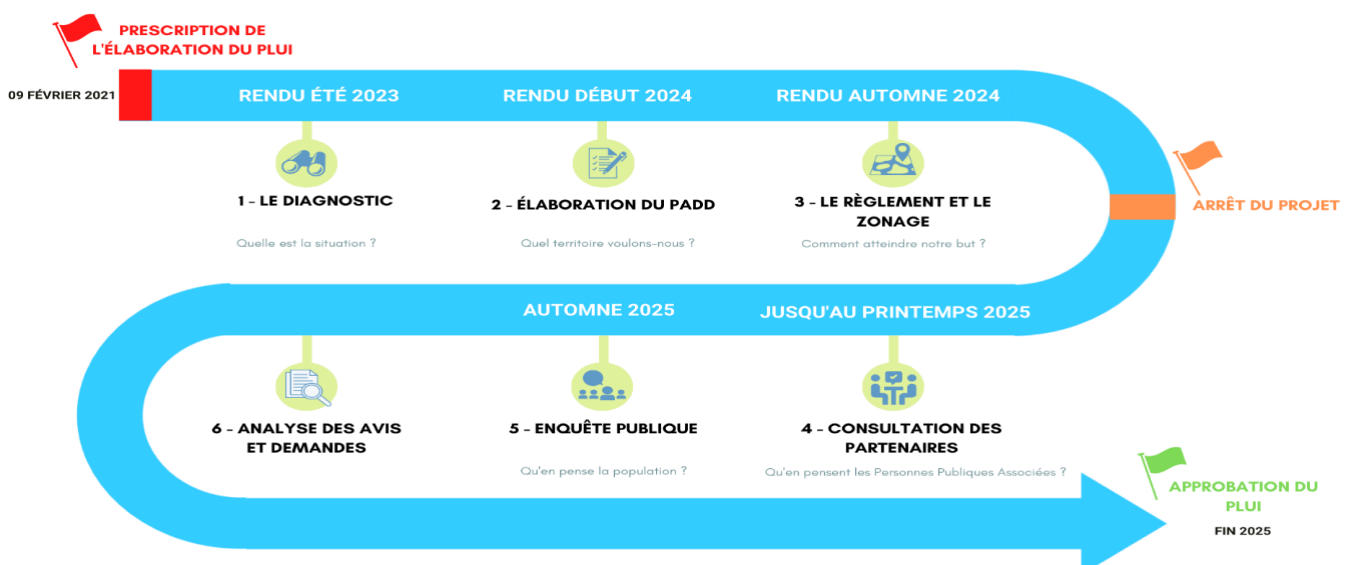 PRESCRIPTION DE
L'ÉLABORATION DU PLUI
09 FÉVRIER 2021
RENDU ÉTÉ 2023
RENDU DÉBUT 2024
RENDU AUTOMNE 2024
1 - LE DIAGNOSTIC
Quelle est la situation ?
2 - ÉLABORATION DU PADD
Quel territoire voulons-nous ?
3 - LE RÈGLEMENT ET LE
ZONAGE
Comment atteindre notre but ?
ARRÊT DU PROJET
JUSQU'AU PRINTEMPS 2025
AUTOMNE 2025
4 - CONSULTATION DES
PARTENAIRES
Qu'en pensent les Personnes Publiques Associées ?
5 - ENQUÊTE PUBLIQUE
Qu'en pense la population ?
6 - ANALYSE DES AVIS
ET DEMANDES
APPROBATION DU
PLUI
FIN 2025